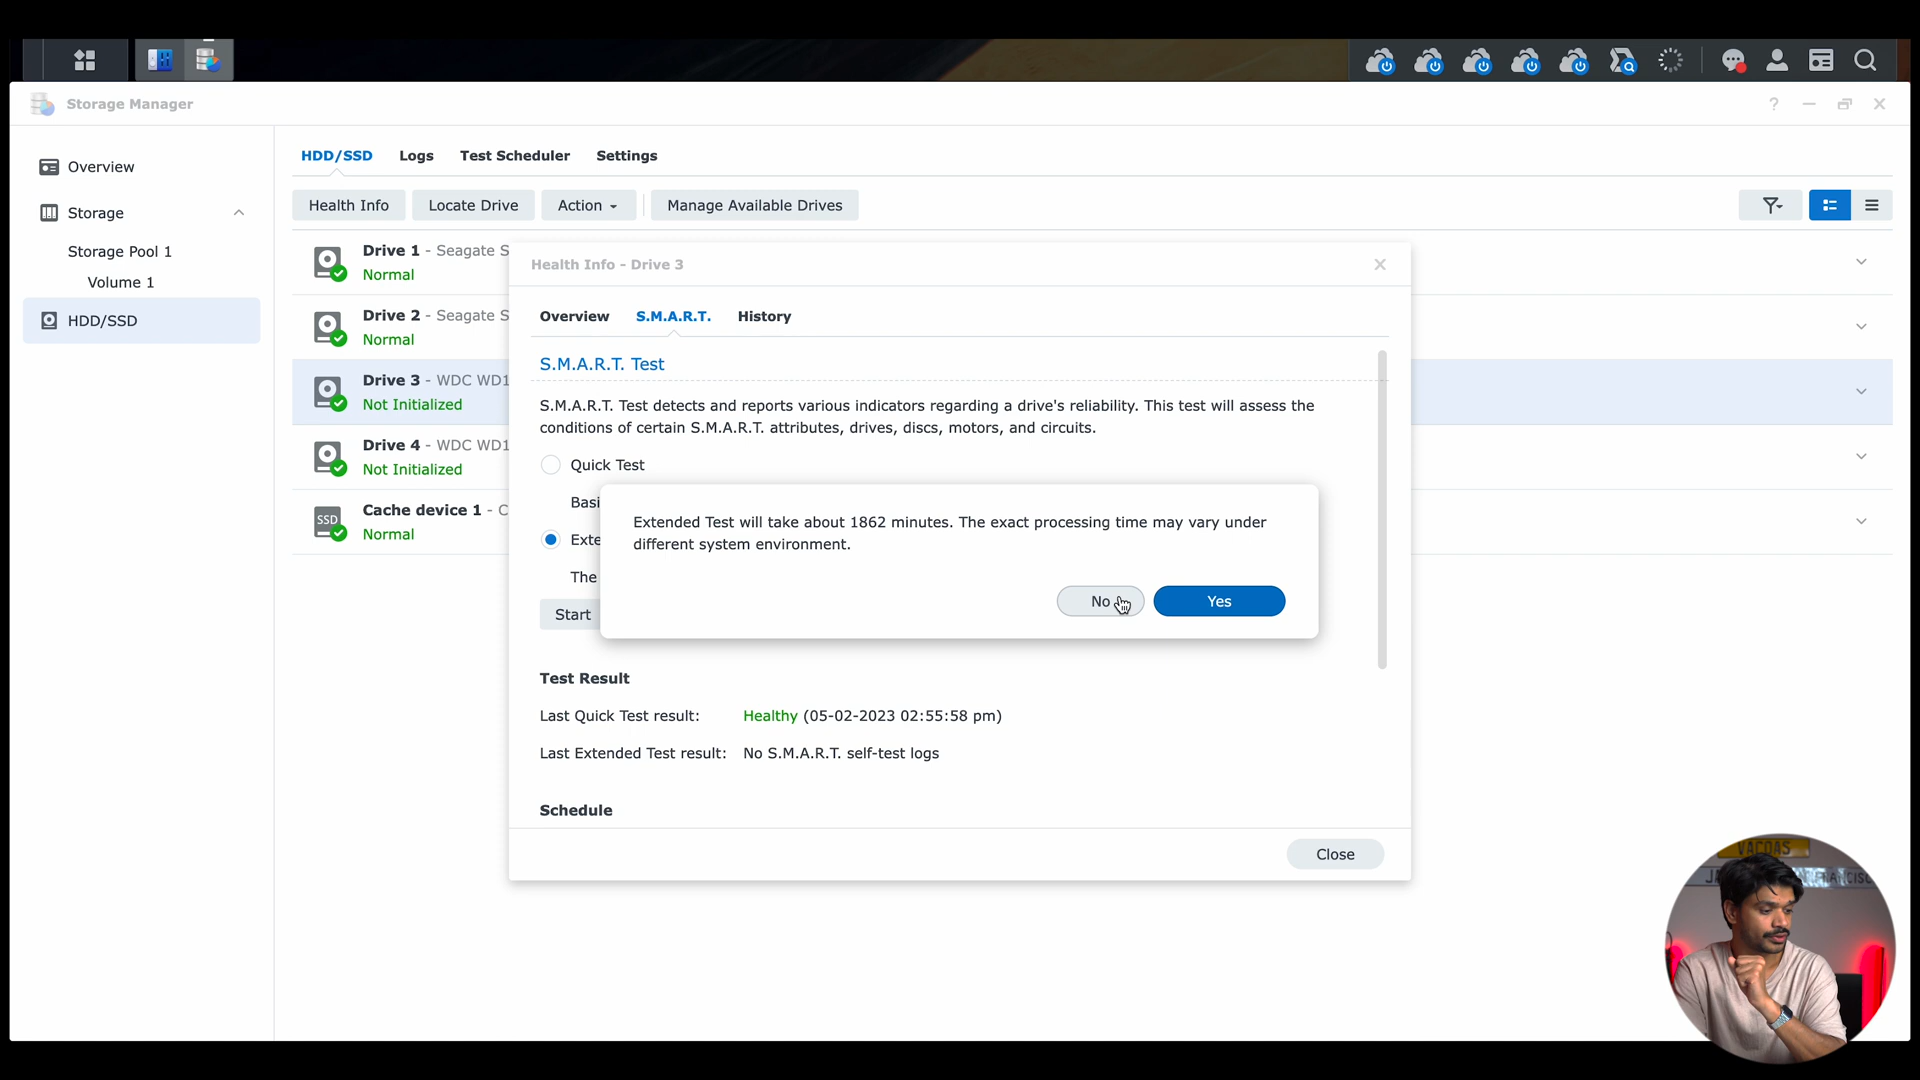 Storage Manager
?
Overview
Storage
Storage Pool 1
Volume 1
HDD/SSD
HDD/SSD Logs Test Scheduler Settings
Health Info Locate Drive Action Manage Available Drives
Drive 1 - Seagate S
Normal
Drive 2 - Seagate S
Normal
Drive 3 - WDC WD1
Not Initialized
Drive 4 - WDC WD1
Not Initialized
SSD
Cache device 1 - C
Normal
Health Info - Drive 3
Overview S.M.A.R.T. History
S.M.A.R.T. Test
S.M.A.R.T. Test detects and reports various indicators regarding a drive's reliability. This test will assess the
conditions of certain S.M.A.R.T. attributes, drives, discs, motors, and circuits.
Quick Test
Basi
Exte
The
Start
Extended Test will take about 1862 minutes. The exact processing time may vary under
different system environment.
No Yes
Test Result
Last Quick Test result: Healthy (05-02-2023 02:55:58 pm)
Last Extended Test result: No S.M.A.R.T. self-test logs
Schedule
Close
VACOAS